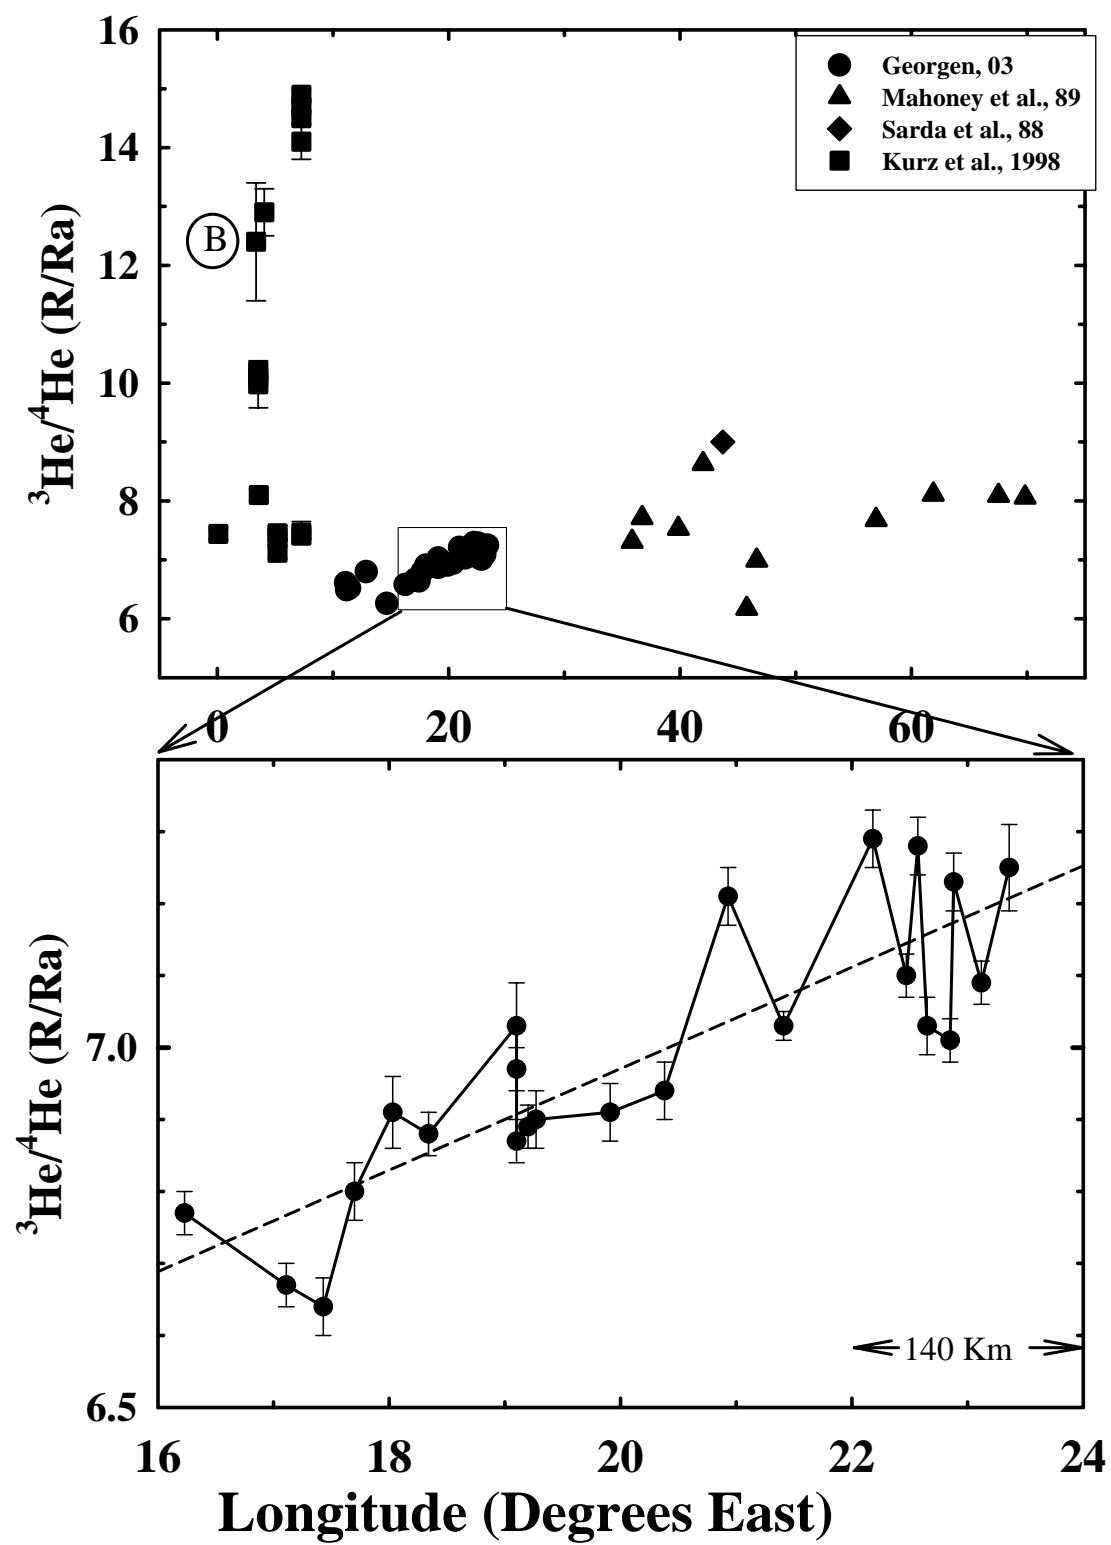 16
14
12
10
8
6
³He/⁴He (R/Ra)
B
Georgen, 03
Mahoney et al., 89
Sarda et al., 88
Kurz et al., 1998
0 20 40 60
7.0
6.5
³He/⁴He (R/Ra)
140 Km
16 18 20 22 24
Longitude (Degrees East)